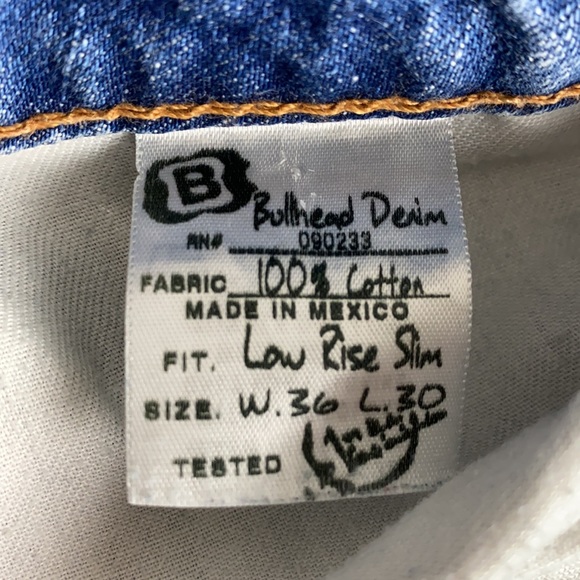 B
Bullhead Denim
RN# 090233
FABRIC 100% Cotton
MADE IN MEXICO
FIT. Low Rise Slim
SIZE. W.36 L.30
TESTED